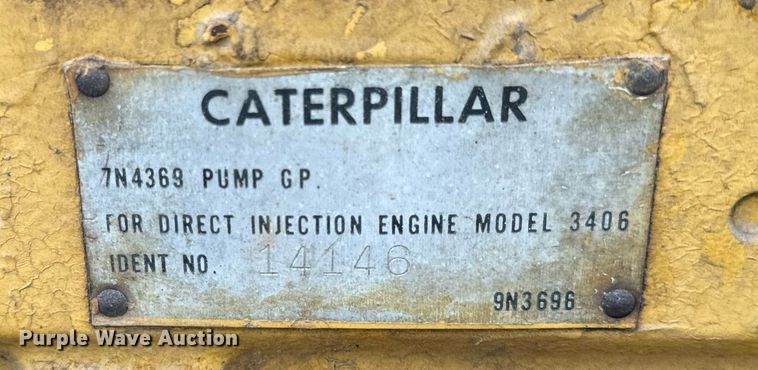 CATERPILLAR
7N4369 PUMP GP.
FOR DIRECT INJECTION ENGINE MODEL 3406
IDENT NO. 14146
9N3696
Purple Wave Auction